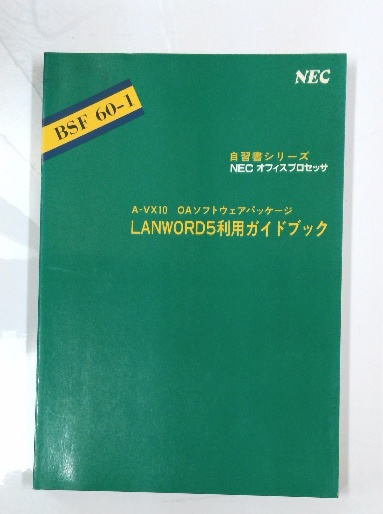 NEC
BSF 60-1
自習書シリーズ
NEC オフィスプロセッサ
A-VX10 OAソフトウェアパッケージ
LANWORD5利用ガイドブック